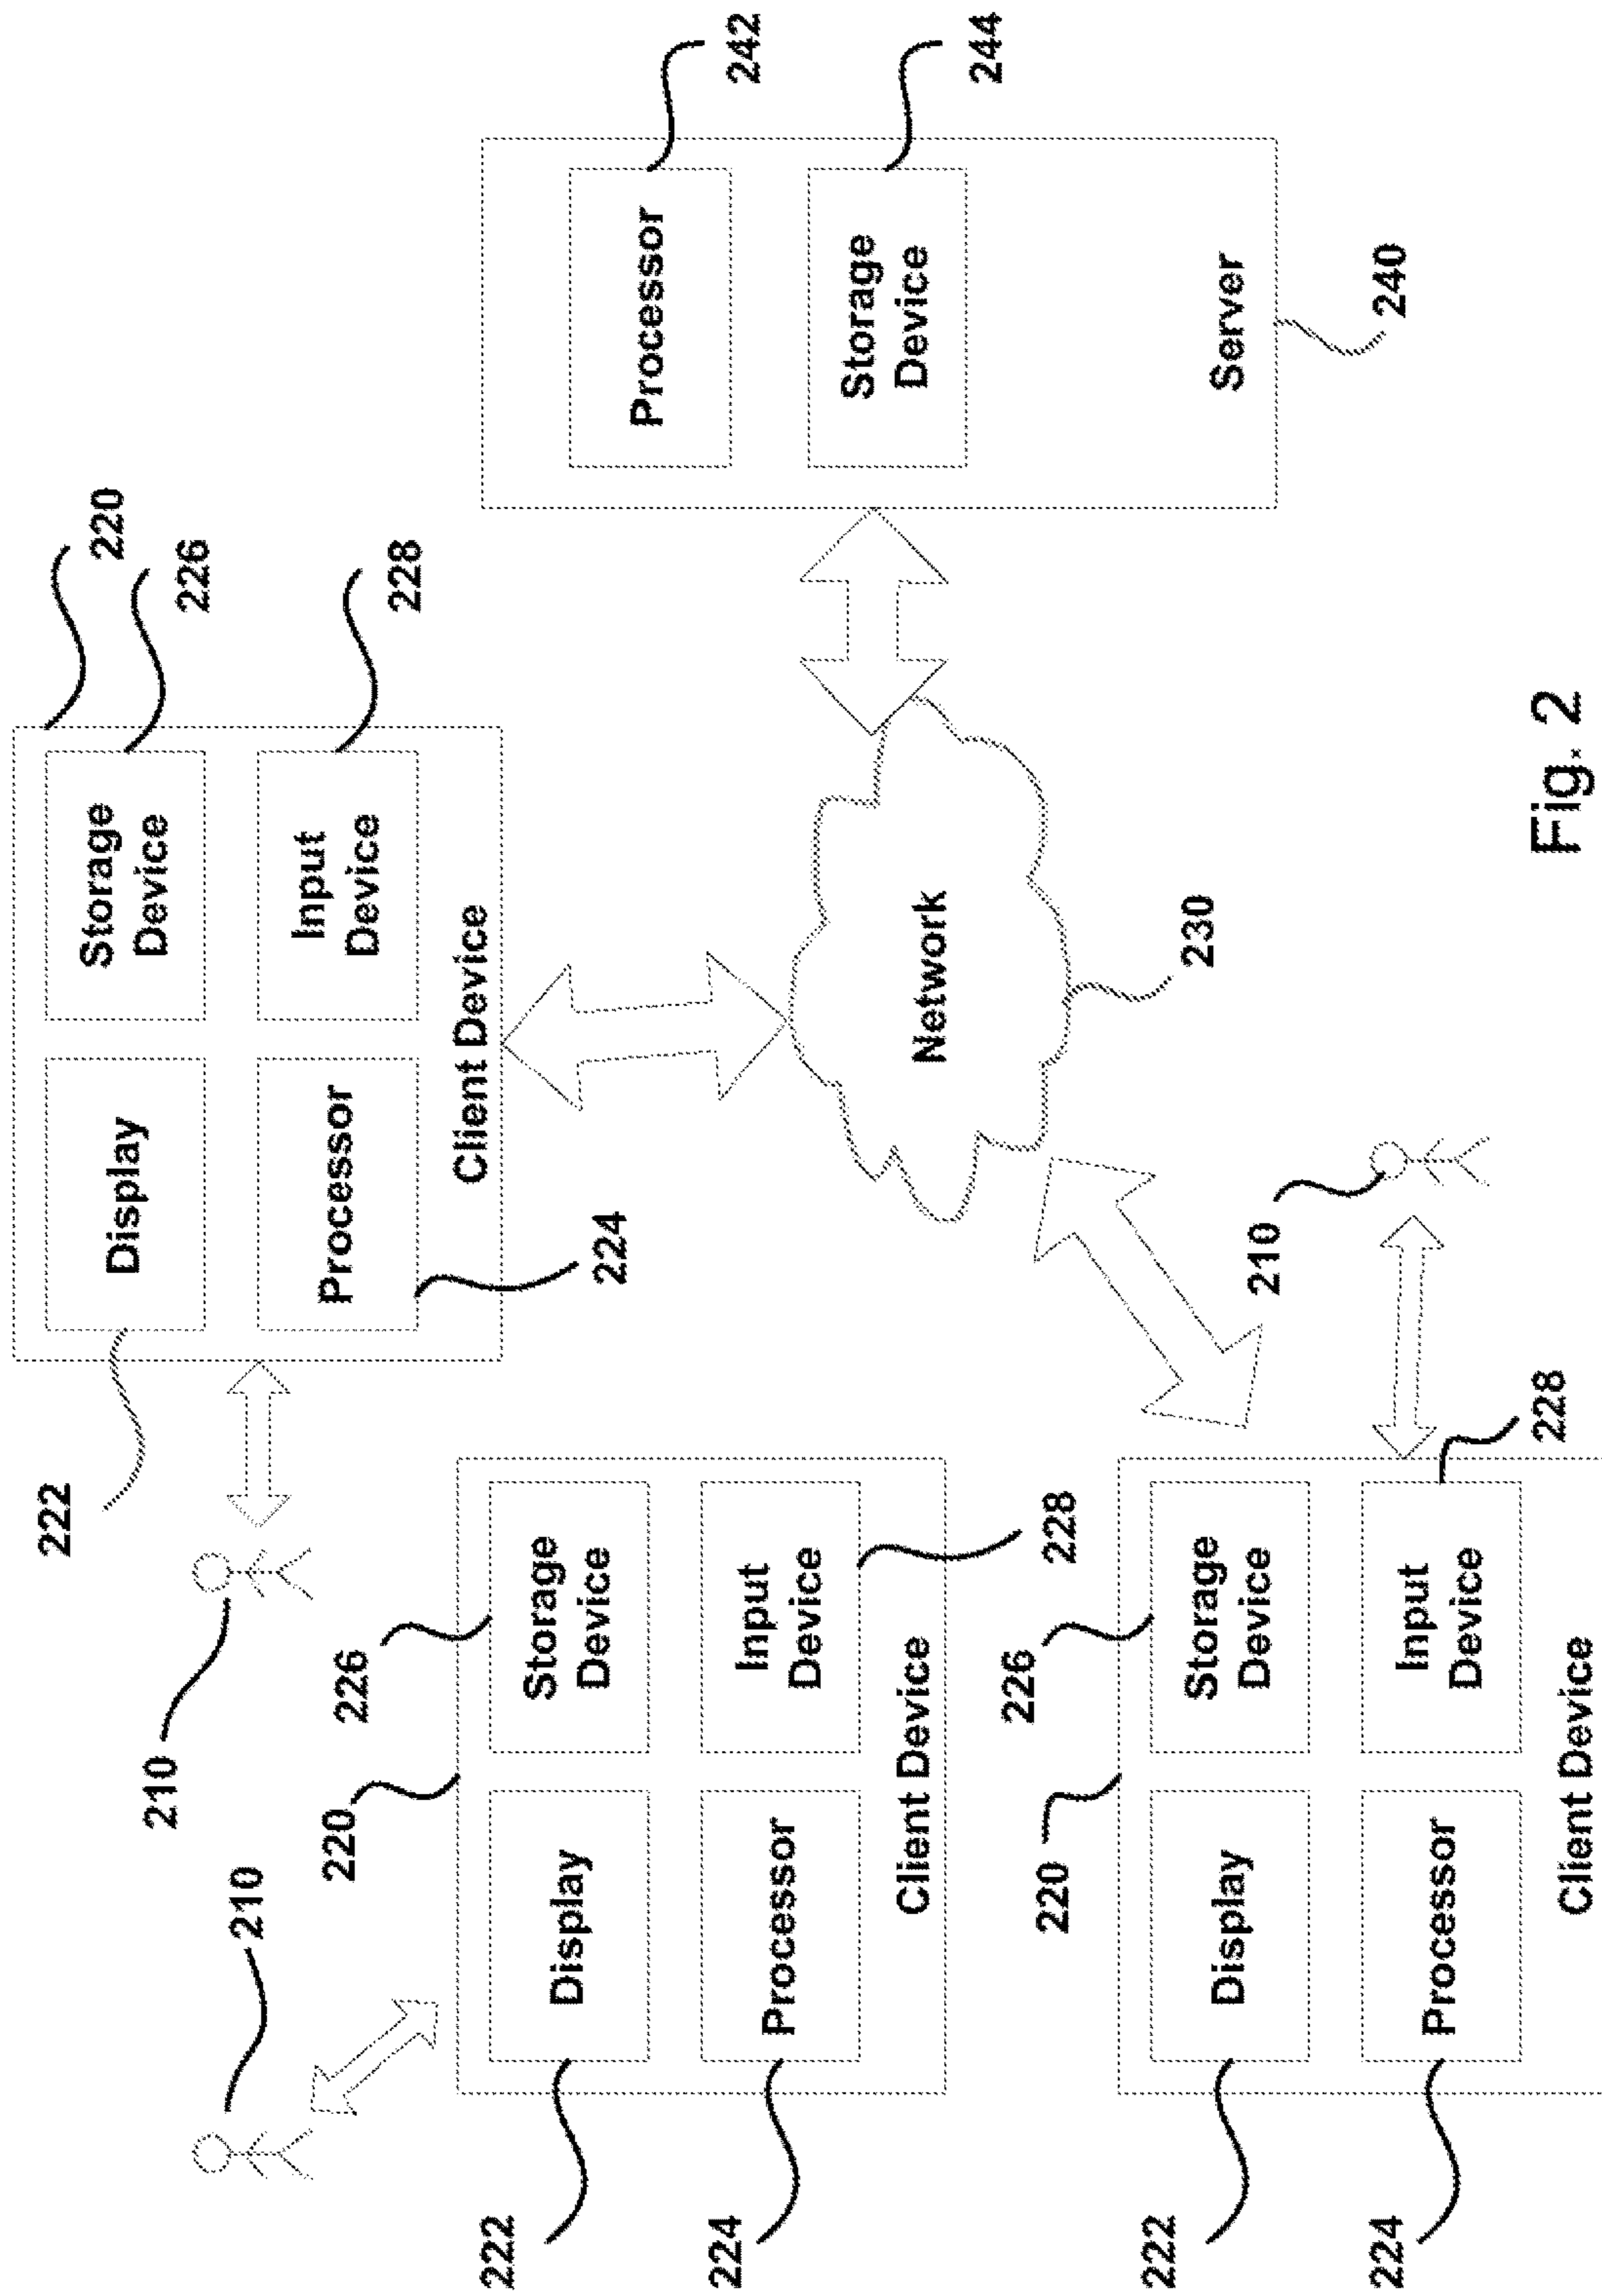 220
226
228
Storage
Device
Input
Device
Display
Processor
Client Device
222
224
210
242
244
Processor
Storage
Device
Server
240
Network
230
210
220
226
228
Storage
Device
Input
Device
Display
Processor
Client Device
222
224
210
220
226
228
Storage
Device
Input
Device
Display
Processor
Client Device
222
224
Fig. 2